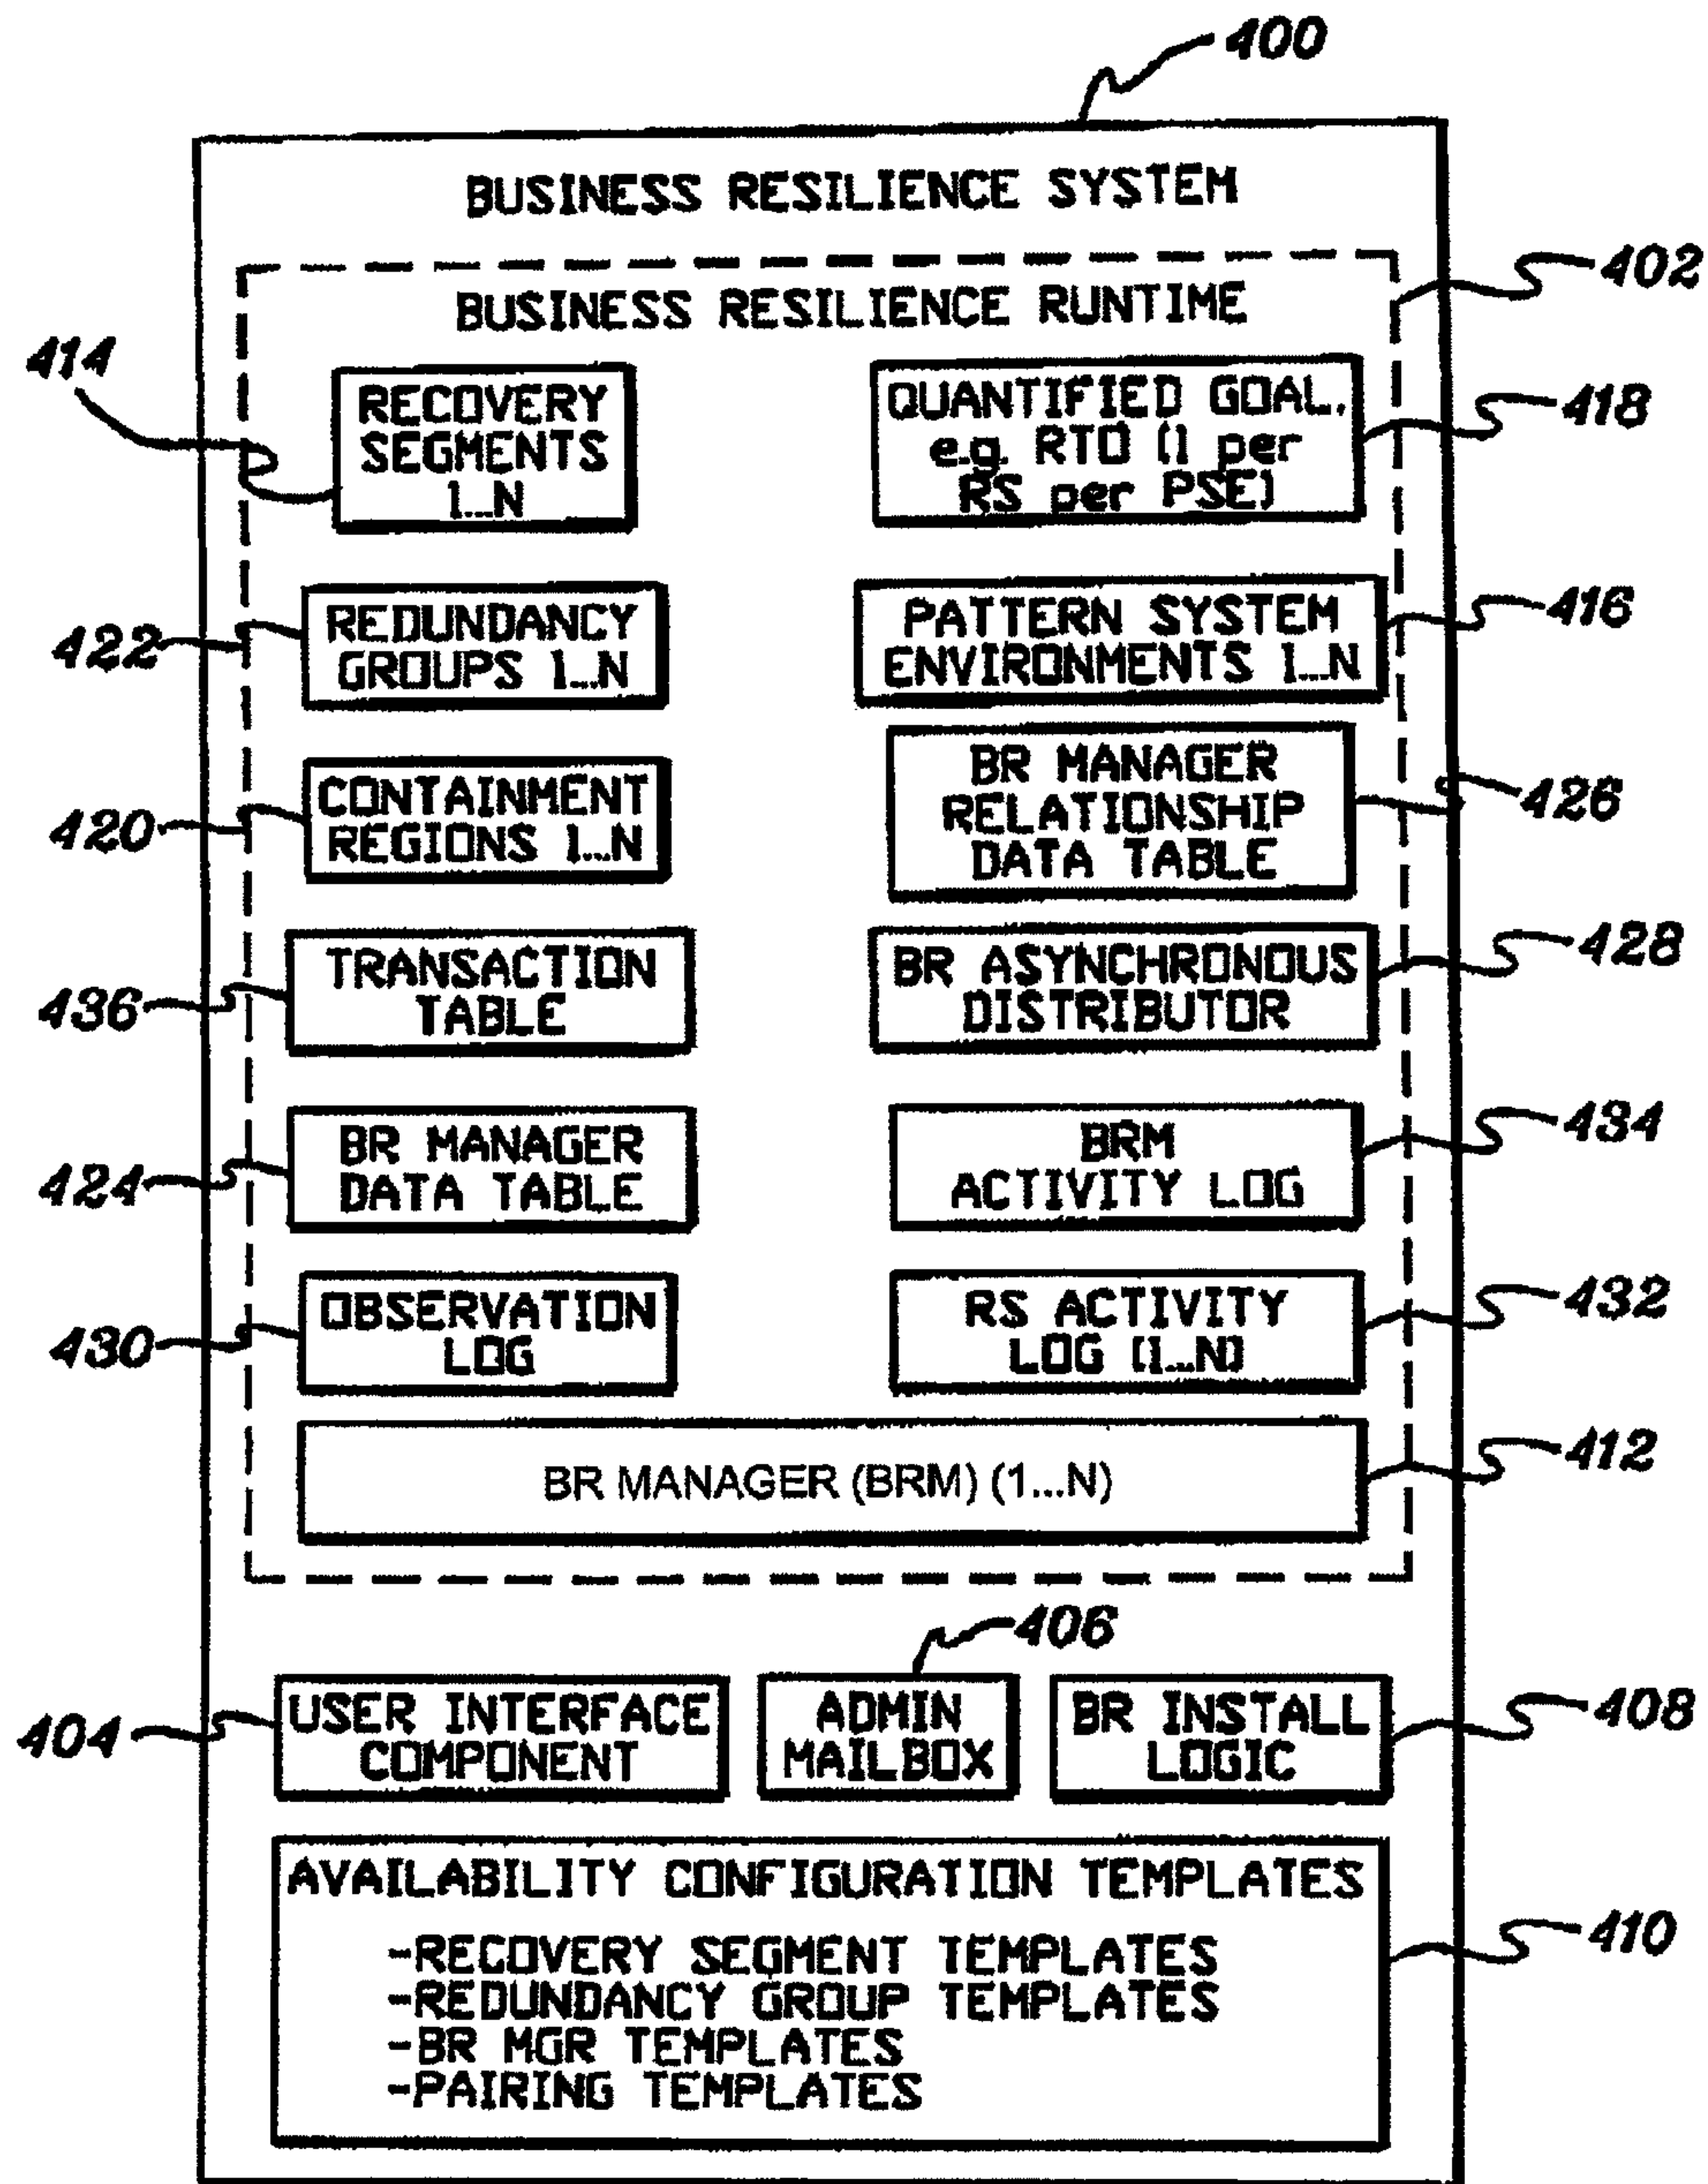 400
BUSINESS RESILIENCE SYSTEM
402
BUSINESS RESILIENCE RUNTIME
414
RECOVERY
SEGMENTS
1...N
QUANTIFIED GOAL,
e.g. RTO (1 per
RS per PSE)
418
422
REDUNDANCY
GROUPS 1...N
PATTERN SYSTEM
ENVIRONMENTS 1...N
416
420
CONTAINMENT
REGIONS 1...N
BR MANAGER
RELATIONSHIP
DATA TABLE
426
436
TRANSACTION
TABLE
BR ASYNCHRONOUS
DISTRIBUTOR
428
424
BR MANAGER
DATA TABLE
BRM
ACTIVITY LOG
434
430
OBSERVATION
LOG
RS ACTIVITY
LOG (1...N)
432
BR MANAGER (BRM) (1...N)
412
406
404
USER INTERFACE
COMPONENT
ADMIN
MAILBOX
BR INSTALL
LOGIC
408
AVAILABILITY CONFIGURATION TEMPLATES
-RECOVERY SEGMENT TEMPLATES
-REDUNDANCY GROUP TEMPLATES
-BR MGR TEMPLATES
-PAIRING TEMPLATES
410